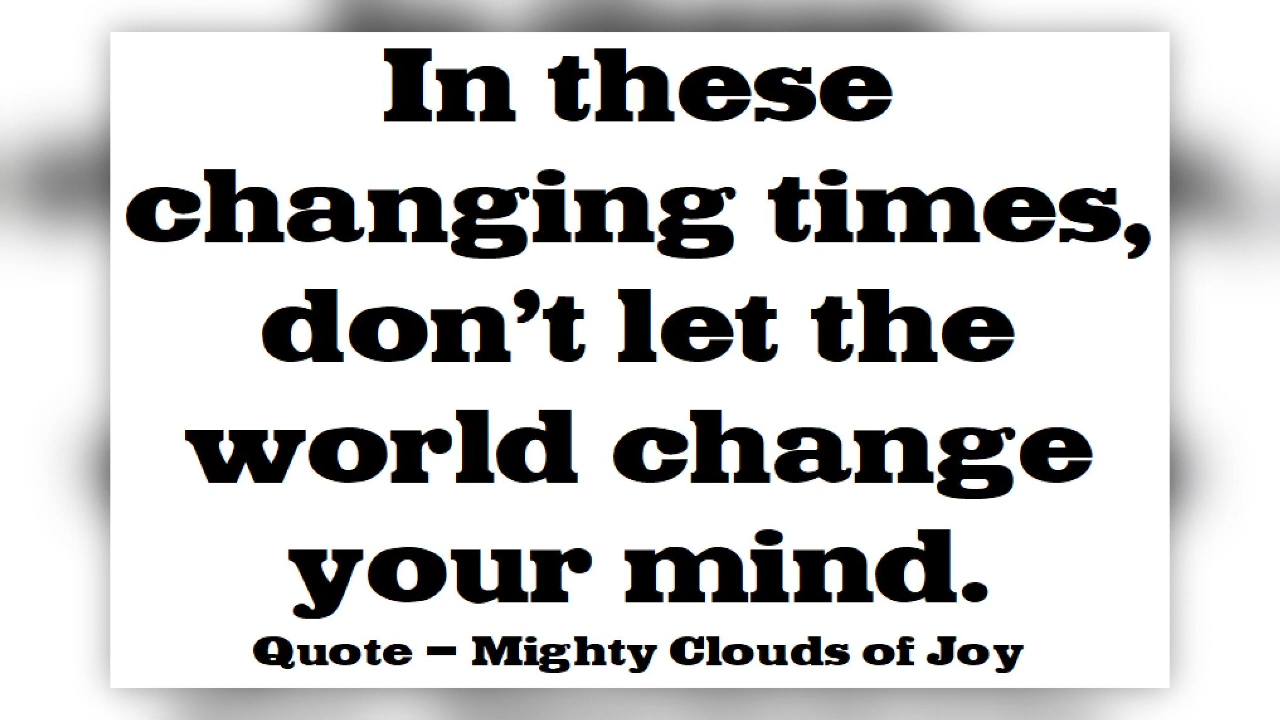 In these
changing times,
don’t let the
world change
your mind.
Quote – Mighty Clouds of Joy